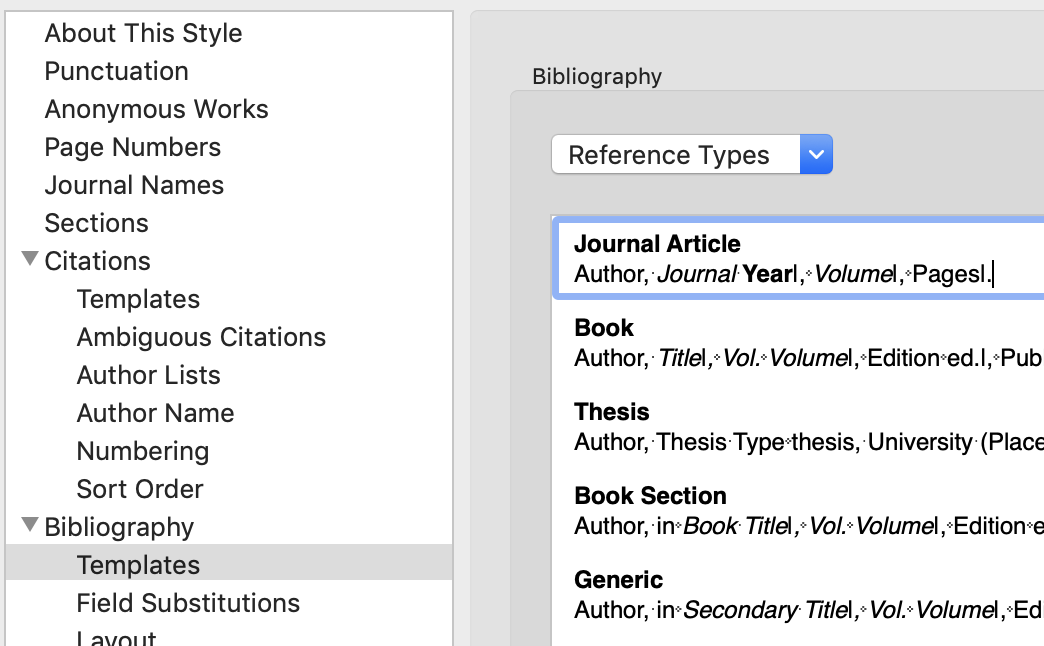 About This Style
Punctuation
Anonymous Works
Page Numbers
Journal Names
Sections
Citations
Templates
Ambiguous Citations
Author Lists
Author Name
Numbering
Sort Order
Bibliography
Templates
Field Substitutions
Layout
Bibliography
Reference Types
Journal Article
Author,·Journal·Year|,·Volume|,·Pages|.
Book
Author,·Title|,·Vol.·Volume|,·Edition·ed.|,·Pub
Thesis
Author,·Thesis·Type·thesis,·University·(Place
Book Section
Author,·in·Book·Title|,·Vol.·Volume|,·Edition·e
Generic
Author,·in·Secondary·Title|,·Vol.·Volume|,·Ed